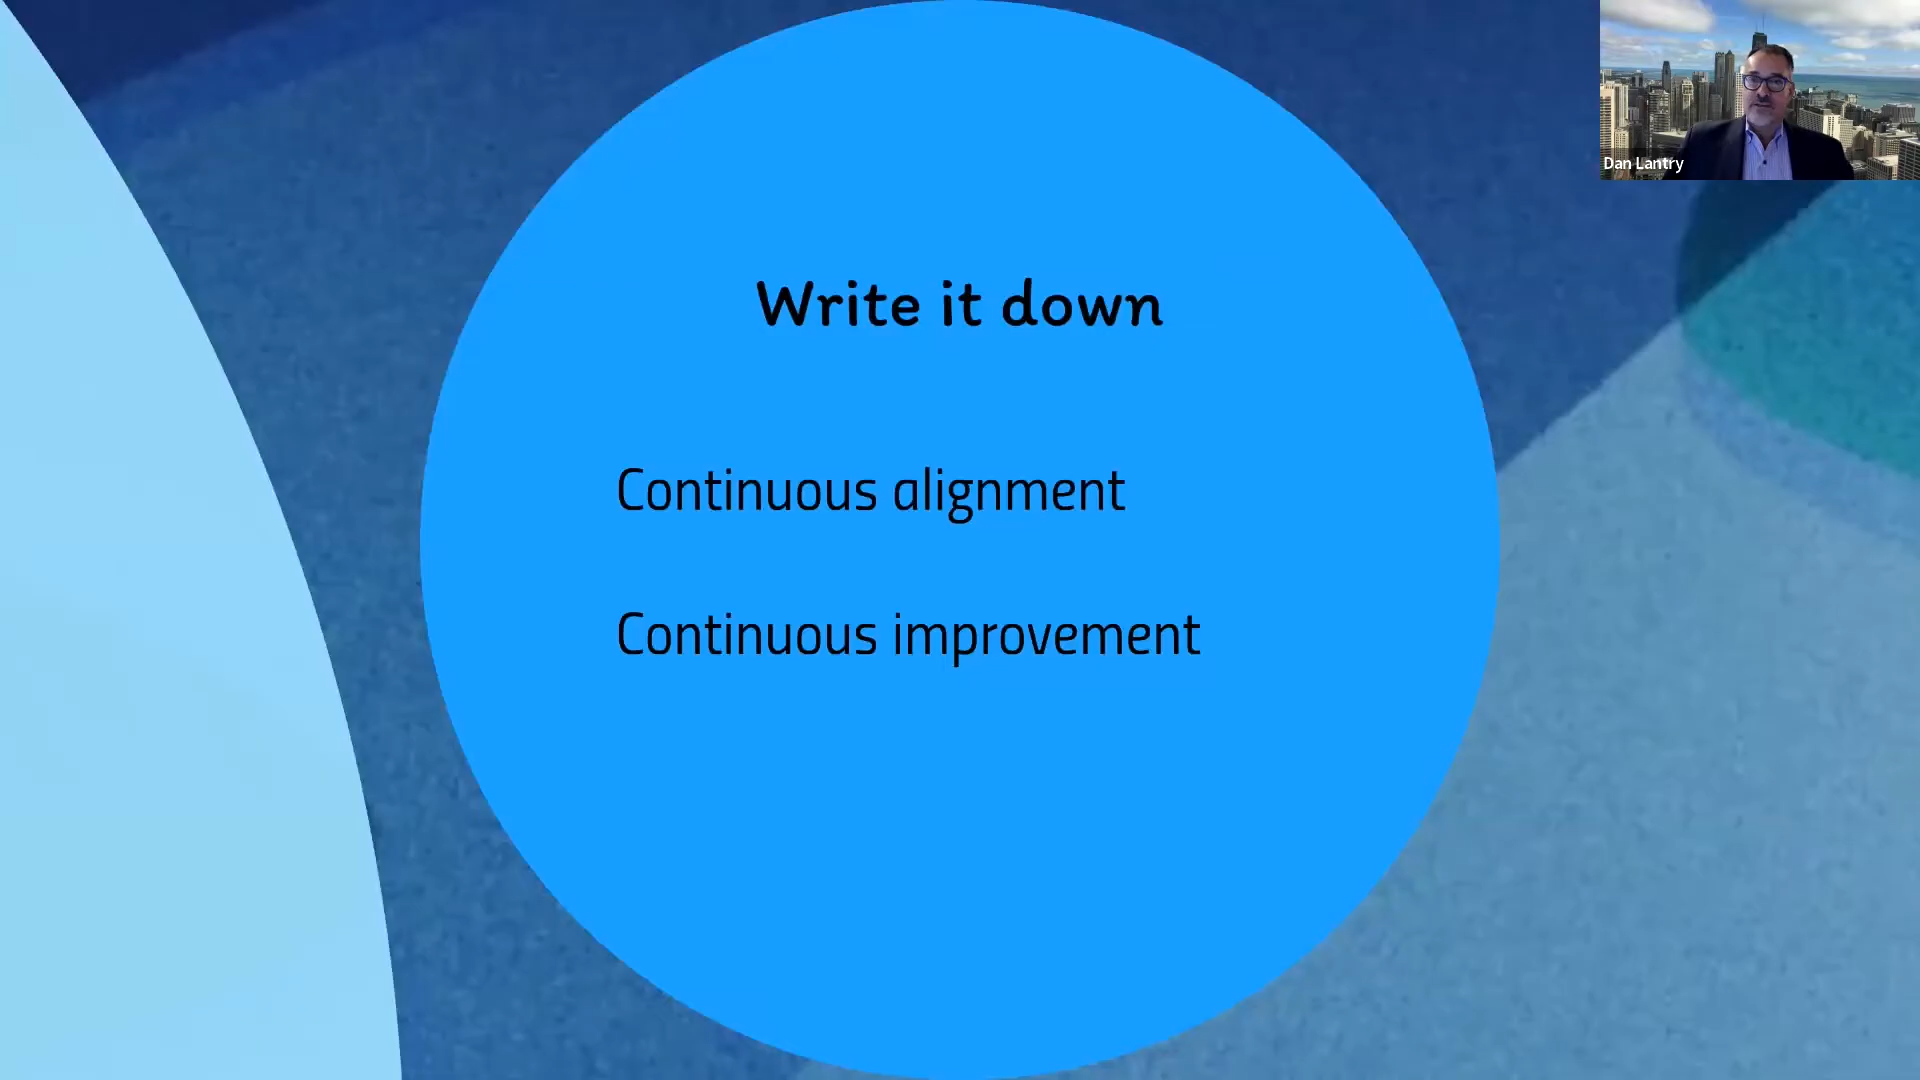 Write it down
Continuous alignment
Continuous improvement
Dan Lantry